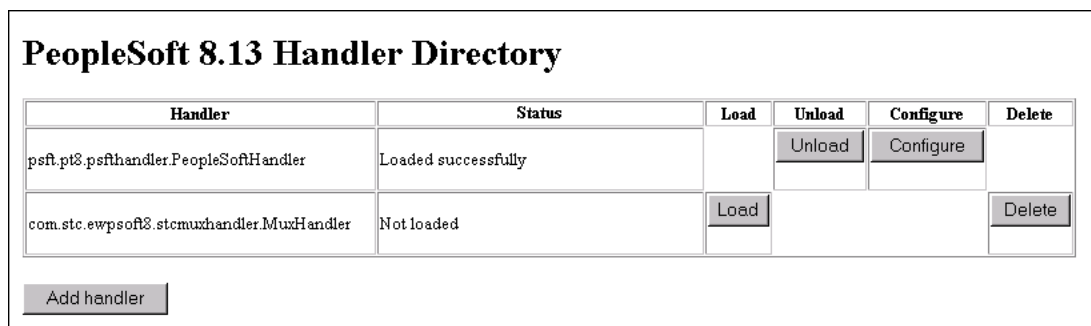 PeopleSoft 8.13 Handler Directory
Handler Status Load Unload Configure Delete
psft.pt8.psfthandler.PeopleSoftHandler Loaded successfully Unload Configure
com.stc.ewpsoft8.stcmuxhandler.MuxHandler Not loaded Load Delete
Add handler